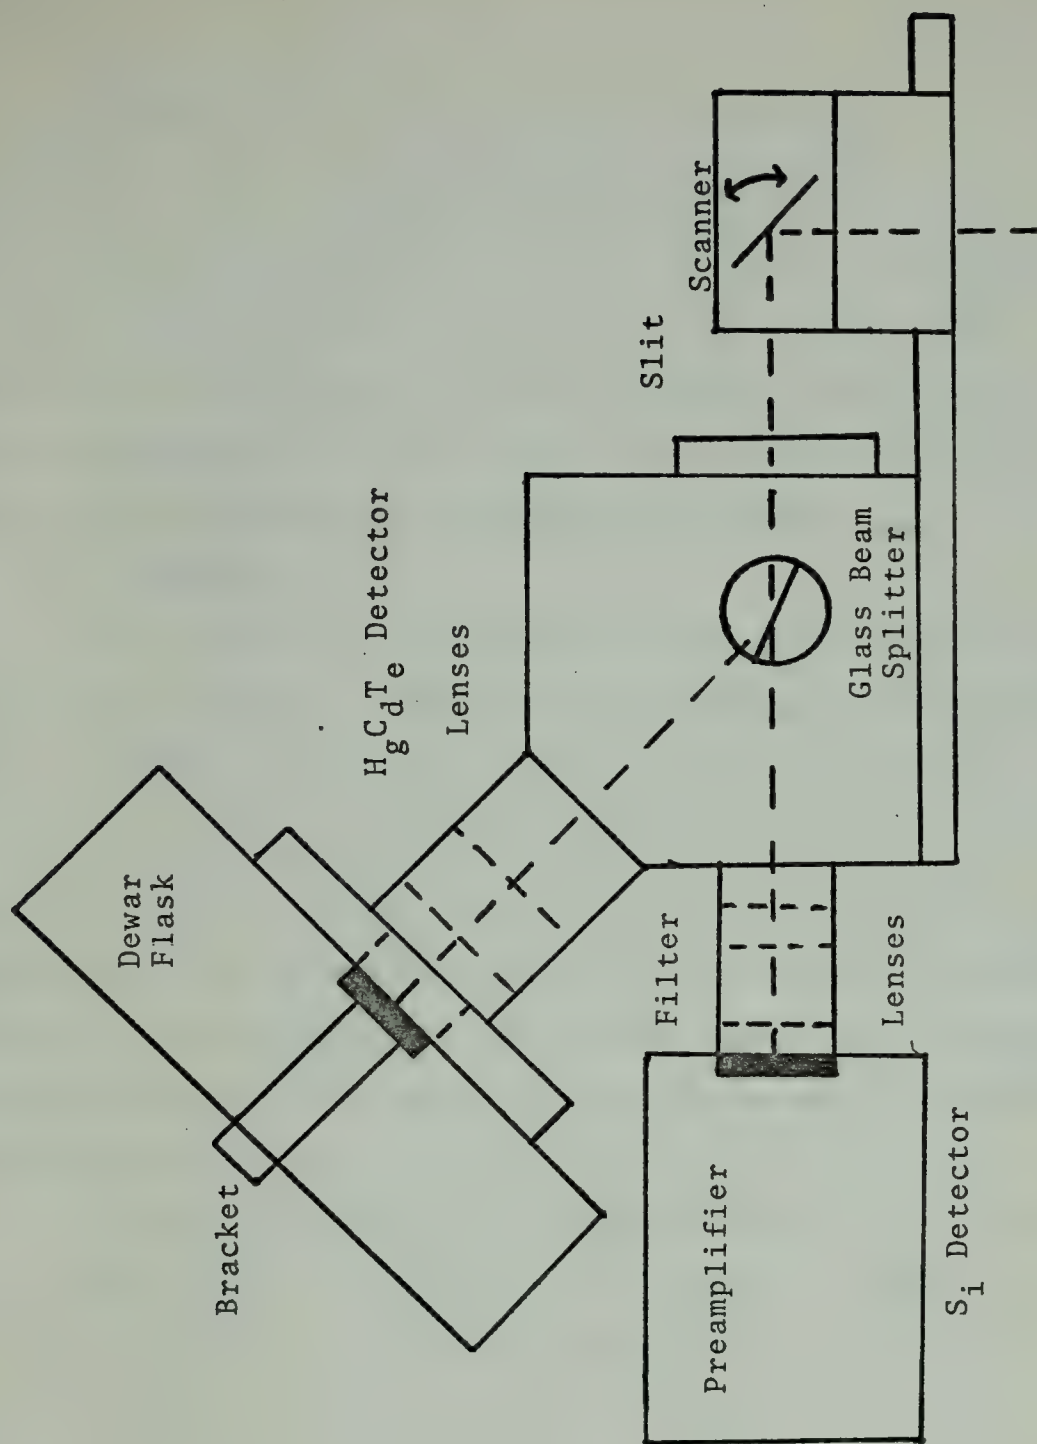 Scanner
Slit
HgCdTe Detector
Lenses
Dewar
Flask
Bracket
Glass Beam
Splitter
Filter
Lenses
Preamplifier
Si Detector